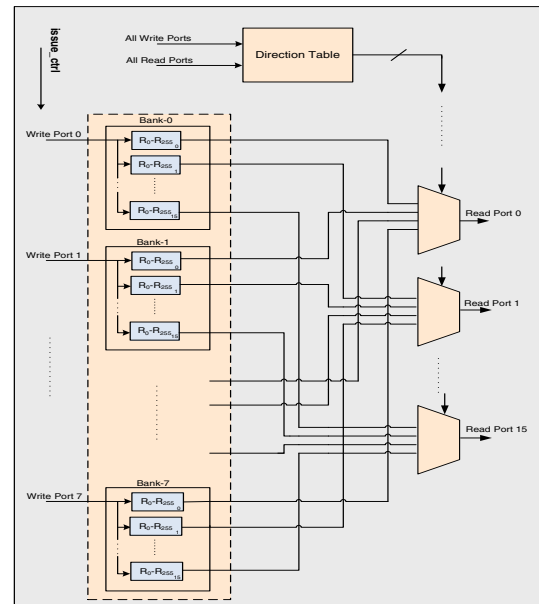 issue_ctrl
All Write Ports
All Read Ports
Direction Table
Bank-0
Write Port 0
R0-R255 0
R0-R255 1
R0-R255 15
Read Port 0
Bank-1
Write Port 1
R0-R255 0
R0-R255 1
R0-R255 15
Read Port 1
Read Port 15
Bank-7
Write Port 7
R0-R255 0
R0-R255 1
R0-R255 15